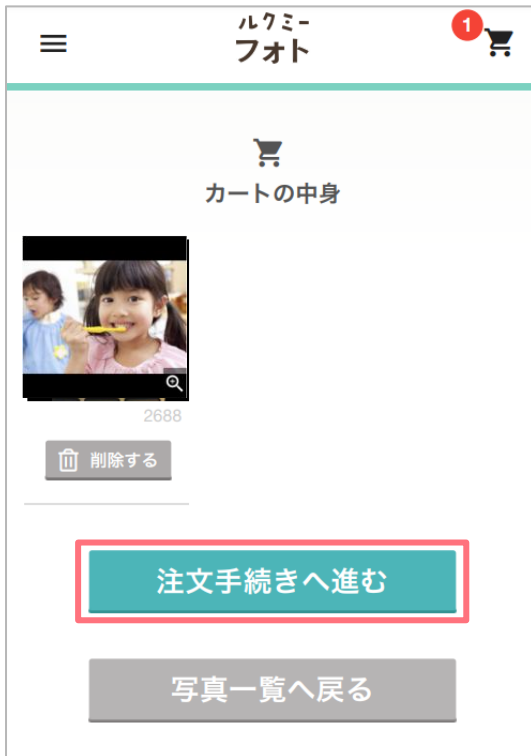 ルクミー
フォト
1
カートの中身
2688
削除する
注文手続きへ進む
写真一覧へ戻る